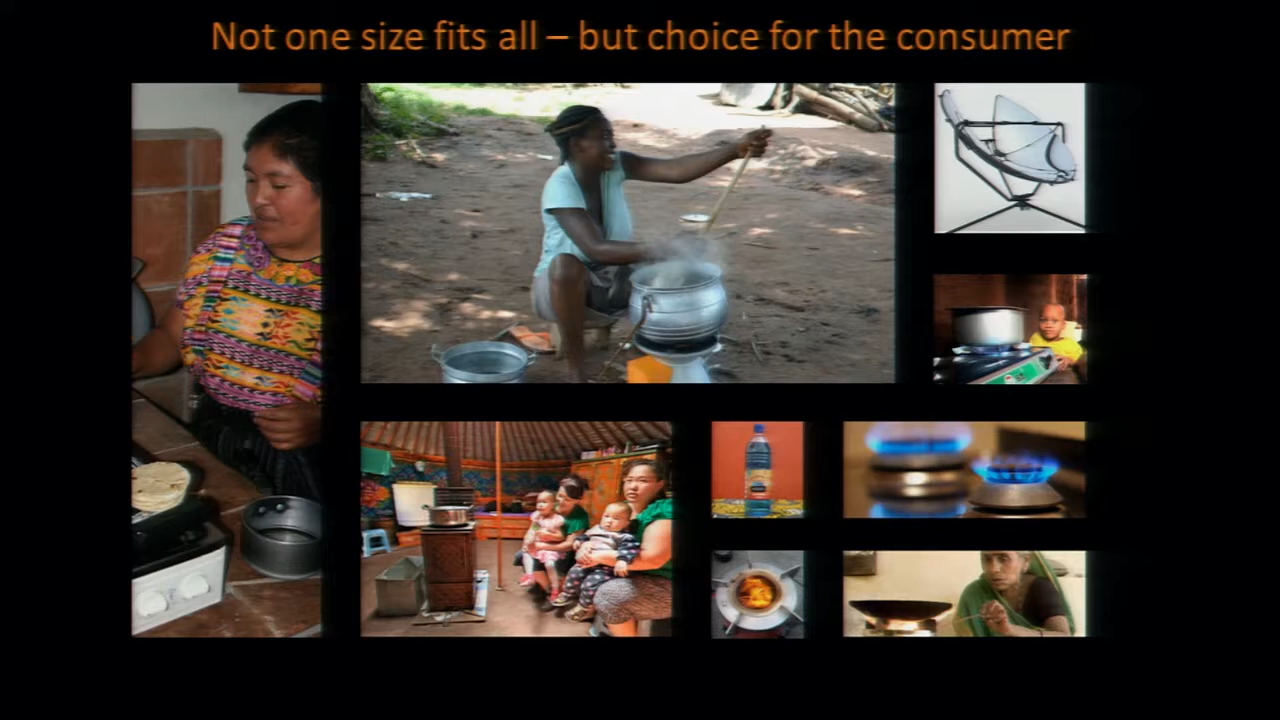 Not one size fits all – but choice for the consumer